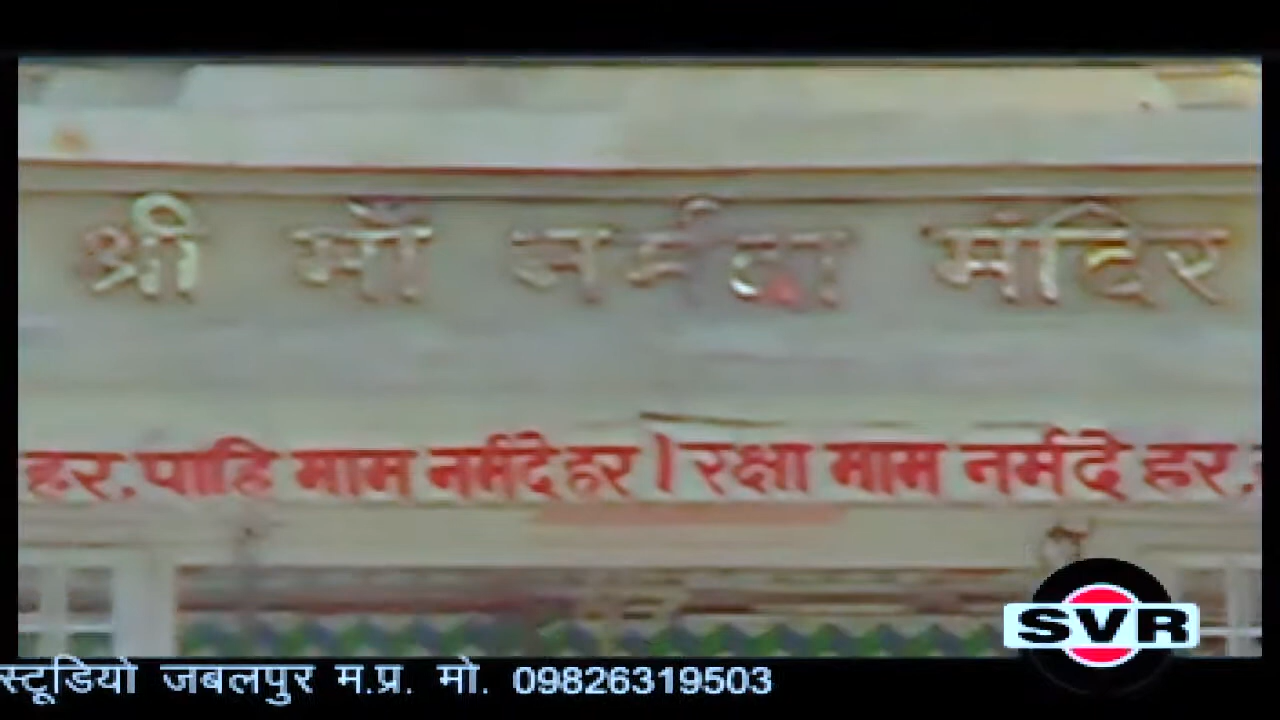 श्री माँ नर्मदा मंदिर
हर, पाहि माम नर्मदे हर । रक्षा माम नर्मदे हर,
SVR
स्टूडियो जबलपुर म.प्र. मो. 09826319503